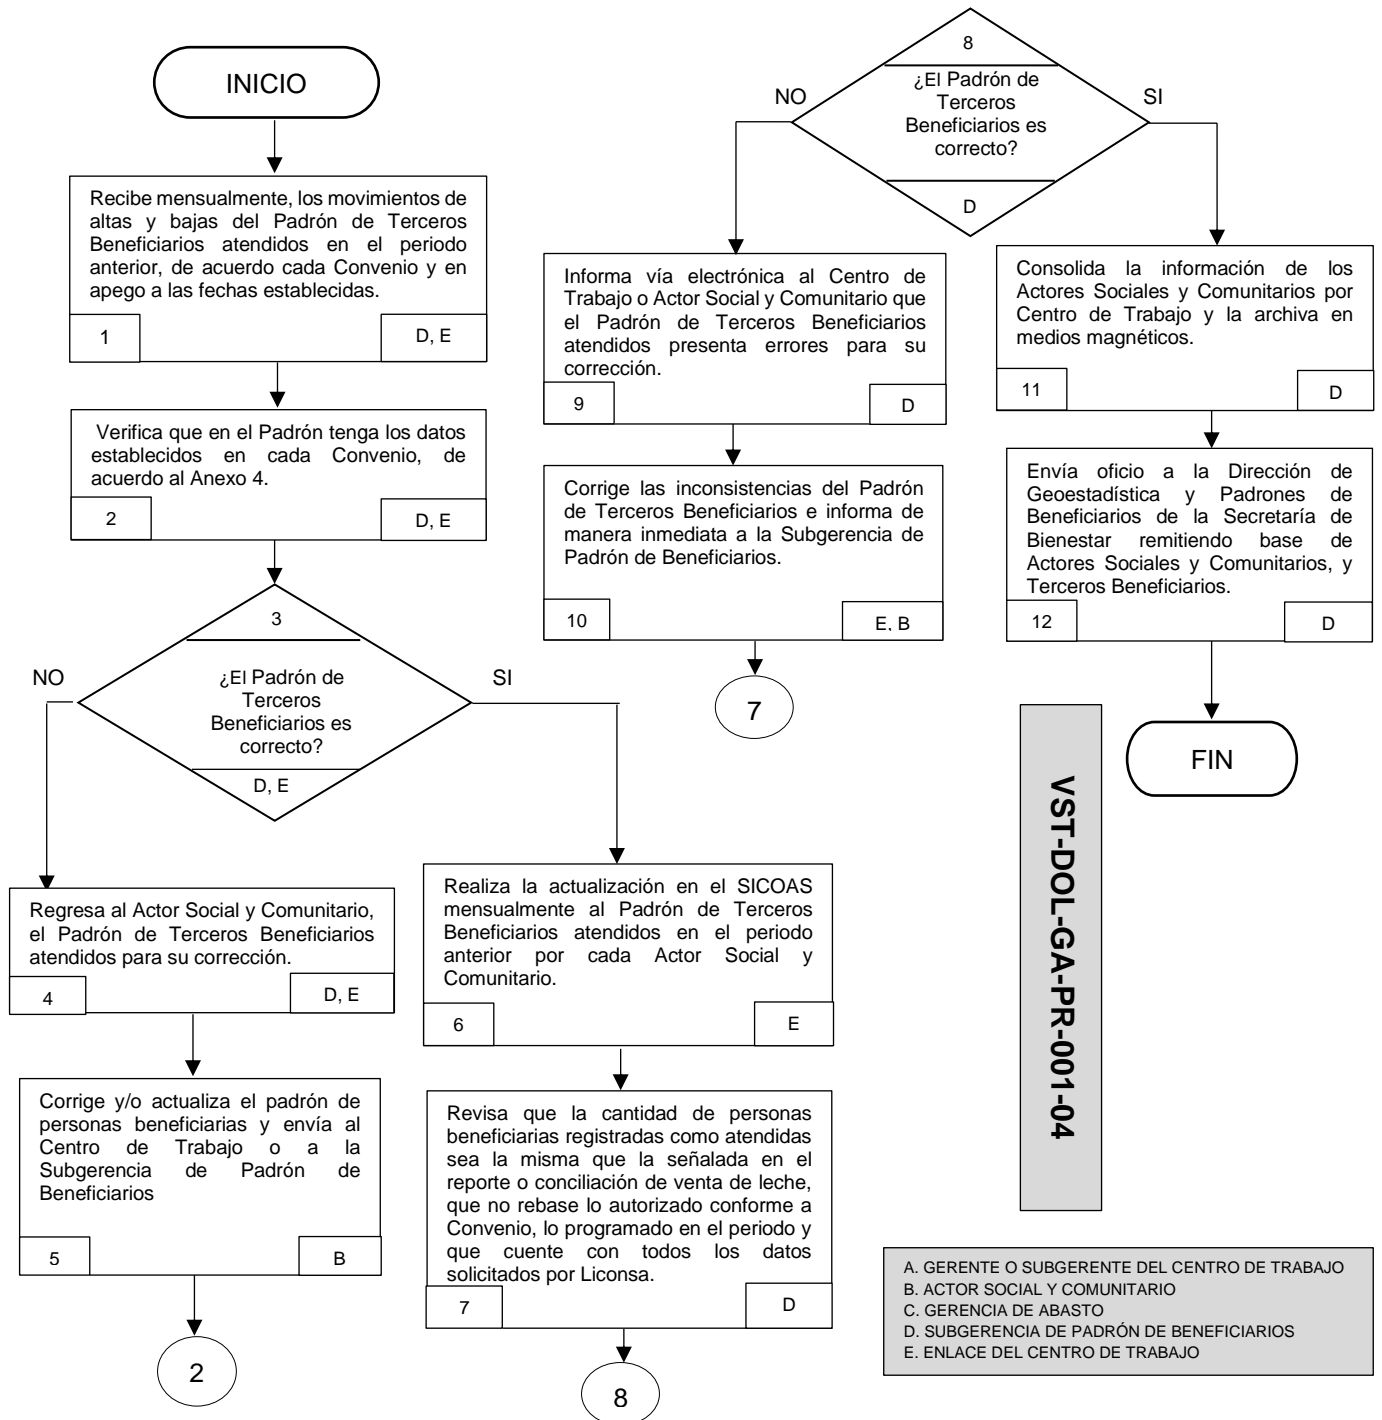 INICIO
Recibe mensualmente, los movimientos de
altas y bajas del Padrón de Terceros
Beneficiarios atendidos en el periodo
anterior, de acuerdo cada Convenio y en
apego a las fechas establecidas.
1
D, E
Verifica que en el Padrón tenga los datos
establecidos en cada Convenio, de
acuerdo al Anexo 4.
2
D, E
3
NO
SI
¿El Padrón de
Terceros
Beneficiarios es
correcto?
D, E
Regresa al Actor Social y Comunitario,
el Padrón de Terceros Beneficiarios
atendidos para su corrección.
4
D, E
Corrige y/o actualiza el padrón de
personas beneficiarias y envía al
Centro de Trabajo o a la
Subgerencia de Padrón de
Beneficiarios
5
B
2
Realiza la actualización en el SICOAS
mensualmente al Padrón de Terceros
Beneficiarios atendidos en el periodo
anterior por cada Actor Social y
Comunitario.
6
E
Revisa que la cantidad de personas
beneficiarias registradas como atendidas
sea la misma que la señalada en el
reporte o conciliación de venta de leche,
que no rebase lo autorizado conforme a
Convenio, lo programado en el periodo y
que cuente con todos los datos
solicitados por Liconsa.
7
D
8
8
NO
SI
¿El Padrón de
Terceros
Beneficiarios es
correcto?
D
Informa vía electrónica al Centro de
Trabajo o Actor Social y Comunitario que
el Padrón de Terceros Beneficiarios
atendidos presenta errores para su
corrección.
9
D
Corrige las inconsistencias del Padrón
de Terceros Beneficiarios e informa de
manera inmediata a la Subgerencia de
Padrón de Beneficiarios.
10
E, B
7
Consolida la información de los
Actores Sociales y Comunitarios por
Centro de Trabajo y la archiva en
medios magnéticos.
11
D
Envía oficio a la Dirección de
Geoestadística y Padrones de
Beneficiarios de la Secretaría de
Bienestar remitiendo base de
Actores Sociales y Comunitarios, y
Terceros Beneficiarios.
12
D
FIN
VST-DOL-GA-PR-001-04
A. GERENTE O SUBGERENTE DEL CENTRO DE TRABAJO
B. ACTOR SOCIAL Y COMUNITARIO
C. GERENCIA DE ABASTO
D. SUBGERENCIA DE PADRÓN DE BENEFICIARIOS
E. ENLACE DEL CENTRO DE TRABAJO